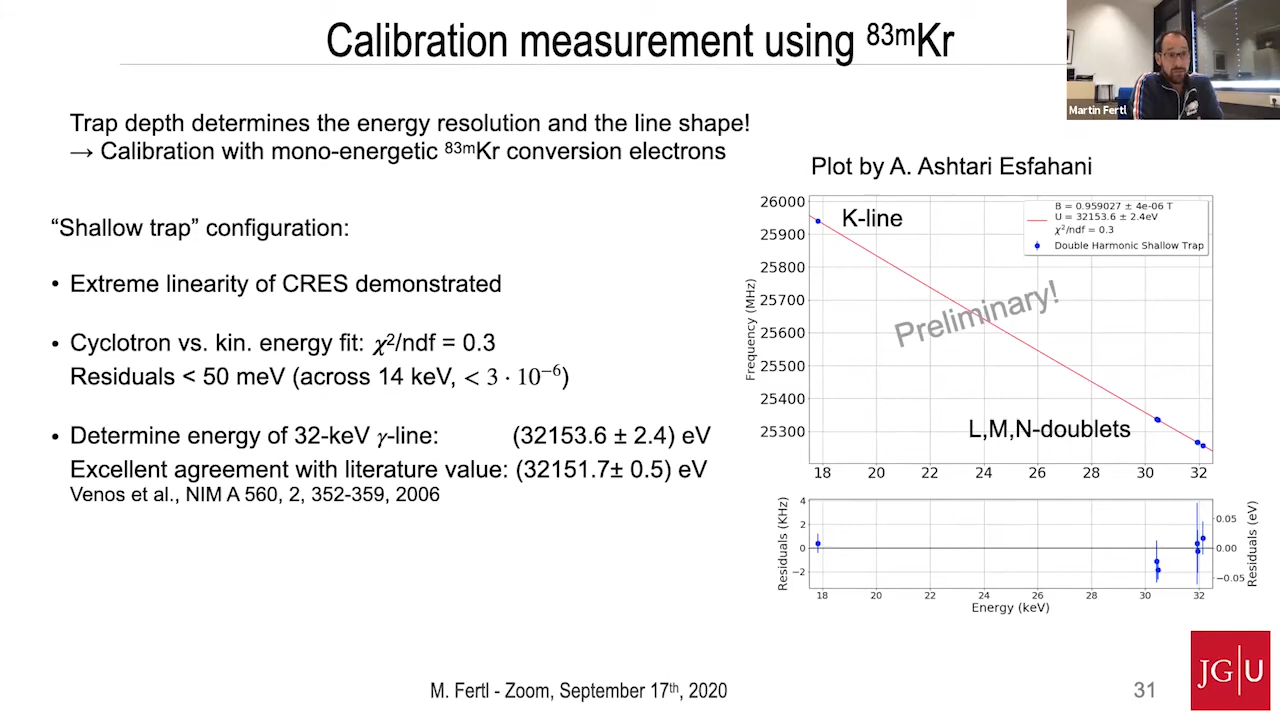 Calibration measurement using ⁸³ᵐKr
Martin Fertl
Trap depth determines the energy resolution and the line shape!
→ Calibration with mono-energetic ⁸³ᵐKr conversion electrons
“Shallow trap” configuration:
• Extreme linearity of CRES demonstrated
• Cyclotron vs. kin. energy fit: χ²/ndf = 0.3
Residuals < 50 meV (across 14 keV, < 3 · 10⁻⁶)
• Determine energy of 32-keV γ-line: (32153.6 ± 2.4) eV
Excellent agreement with literature value: (32151.7± 0.5) eV
Venos et al., NIM A 560, 2, 352-359, 2006
Plot by A. Ashtari Esfahani
B = 0.959027 ± 4e-06 T
U = 32153.6 ± 2.4eV
χ²/ndf = 0.3
Double Harmonic Shallow Trap
K-line
Preliminary!
L,M,N-doublets
Frequency (MHz)
26000
25900
25800
25700
25600
25500
25400
25300
18 20 22 24 26 28 30 32
Residuals (KHz)
4
2
0
−2
0.05
0.00
−0.05
Residuals (eV)
18 20 22 24 26 28 30 32
Energy (keV)
M. Fertl - Zoom, September 17ᵗʰ, 2020
31
JG|U